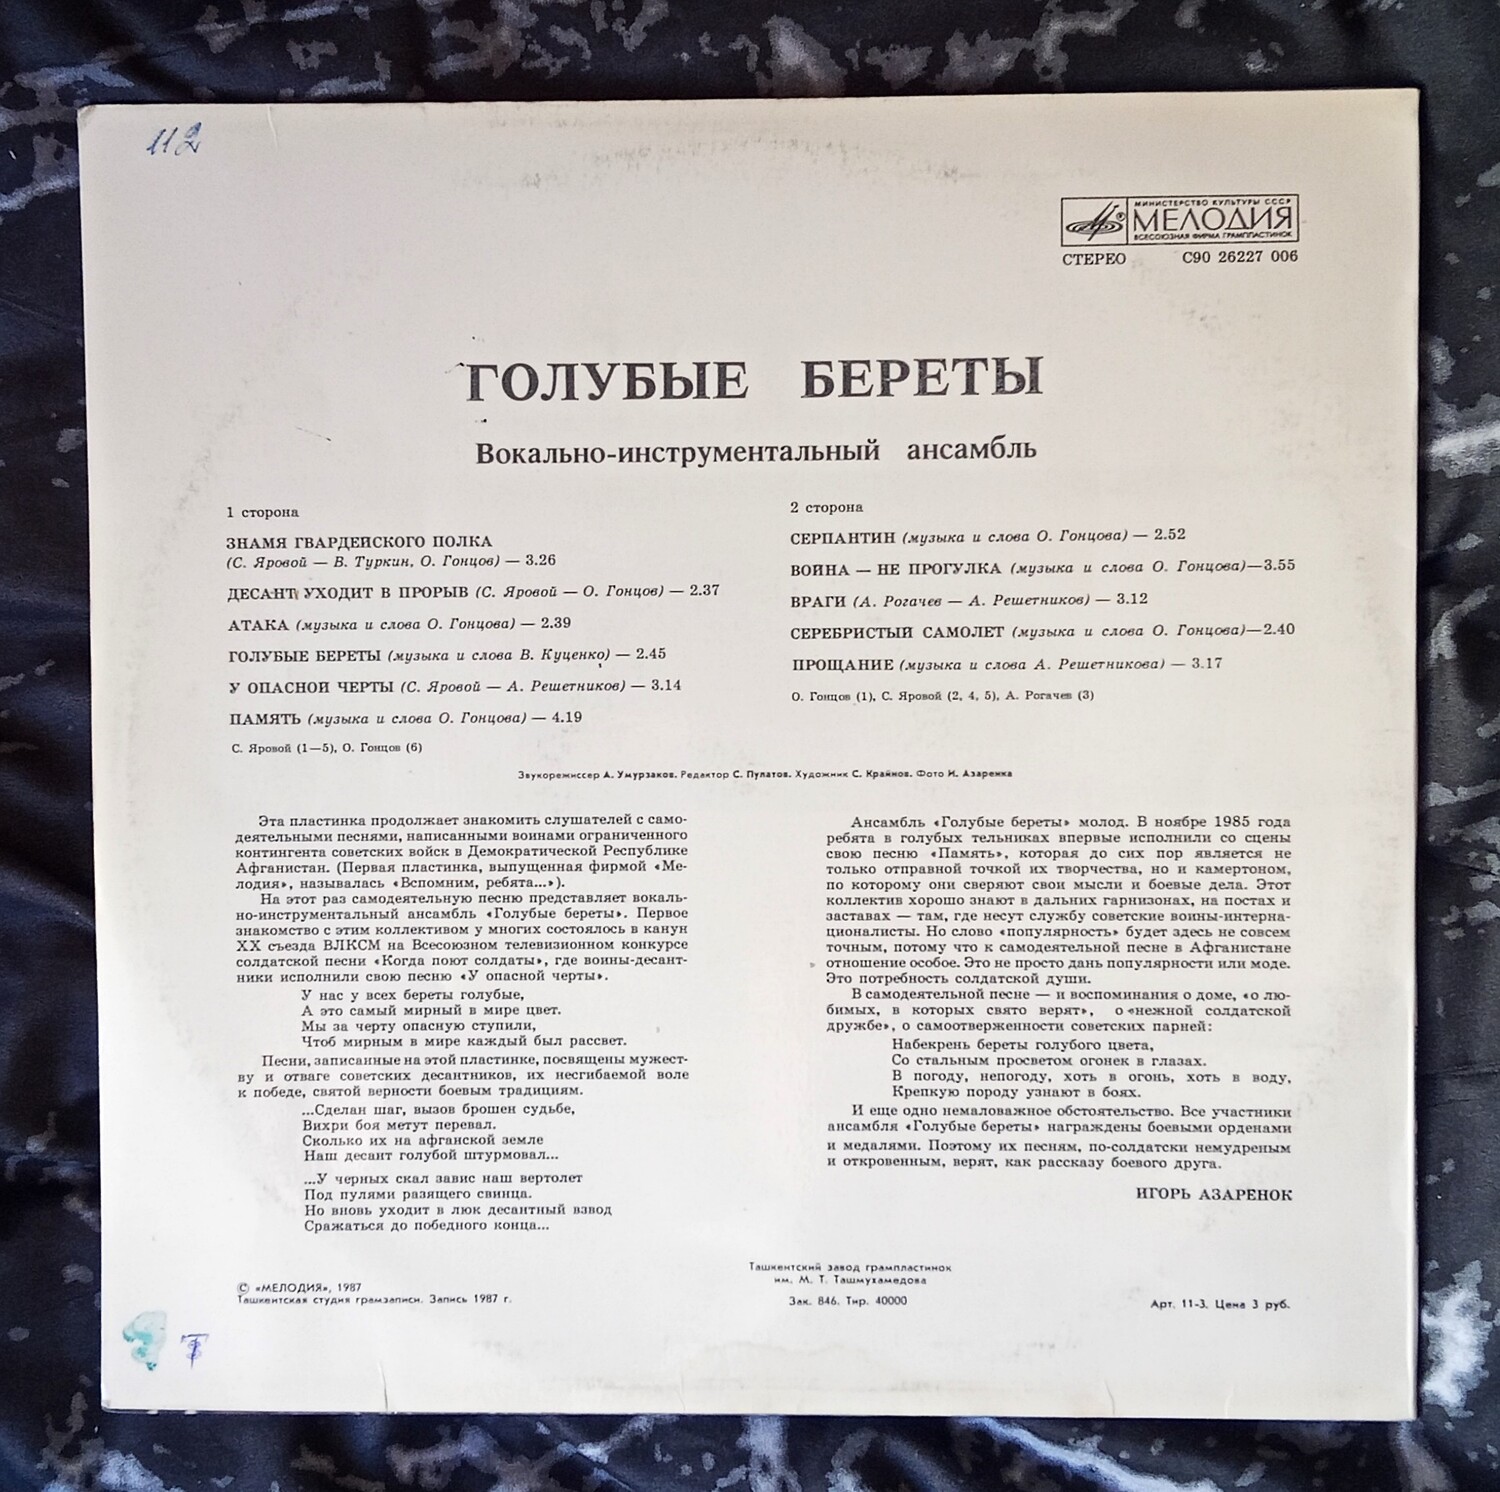 112
МИНИСТЕРСТВО КУЛЬТУРЫ СССР
МЕЛОДИЯ
ВСЕСОЮЗНАЯ ФИРМА ГРАМПЛАСТИНОК
СТЕРЕО С90 26227 006
ГОЛУБЫЕ БЕРЕТЫ
Вокально-инструментальный ансамбль
1 сторона
ЗНАМЯ ГВАРДЕЙСКОГО ПОЛКА
(С. Яровой — В. Туркин, О. Гонцов) — 3.26
ДЕСАНТ УХОДИТ В ПРОРЫВ (С. Яровой — О. Гонцов) — 2.37
АТАКА (музыка и слова О. Гонцова) — 2.39
ГОЛУБЫЕ БЕРЕТЫ (музыка и слова В. Куценко) — 2.45
У ОПАСНОЙ ЧЕРТЫ (С. Яровой — А. Решетников) — 3.14
ПАМЯТЬ (музыка и слова О. Гонцова) — 4.19
С. Яровой (1—5), О. Гонцов (6)
2 сторона
СЕРПАНТИН (музыка и слова О. Гонцова) — 2.52
ВОЙНА — НЕ ПРОГУЛКА (музыка и слова О. Гонцова)—3.55
ВРАГИ (А. Рогачев — А. Решетников) — 3.12
СЕРЕБРИСТЫЙ САМОЛЕТ (музыка и слова О. Гонцова)—2.40
ПРОЩАНИЕ (музыка и слова А. Решетникова) — 3.17
О. Гонцов (1), С. Яровой (2, 4, 5), А. Рогачев (3)
Звукорежиссер А. Умурзаков. Редактор С. Пулатов. Художник С. Крайнов. Фото И. Азаренка
Эта пластинка продолжает знакомить слушателей с само-
деятельными песнями, написанными воинами ограниченного
контингента советских войск в Демократической Республике
Афганистан. (Первая пластинка, выпущенная фирмой «Ме-
лодия», называлась «Вспомним, ребята...»).
На этот раз самодеятельную песню представляет вокаль-
но-инструментальный ансамбль «Голубые береты». Первое
знакомство с этим коллективом у многих состоялось в канун
XX съезда ВЛКСМ на Всесоюзном телевизионном конкурсе
солдатской песни «Когда поют солдаты», где воины-десант-
ники исполнили свою песню «У опасной черты».
У нас у всех береты голубые,
А это самый мирный в мире цвет.
Мы за черту опасную ступили,
Чтоб мирным в мире каждый был рассвет.
Песни, записанные на этой пластинке, посвящены мужест-
ву и отваге советских десантников, их несгибаемой воле
к победе, святой верности боевым традициям.
...Сделан шаг, вызов брошен судьбе,
Вихри боя метут перевал.
Сколько их на афганской земле
Наш десант голубой штурмовал...
...У черных скал завис наш вертолет
Под пулями разящего свинца.
Но вновь уходит в люк десантный взвод
Сражаться до победного конца...
Ансамбль «Голубые береты» молод. В ноябре 1985 года
ребята в голубых тельниках впервые исполнили со сцены
свою песню «Память», которая до сих пор является не
только отправной точкой их творчества, но и камертоном,
по которому они сверяют свои мысли и боевые дела. Этот
коллектив хорошо знают в дальних гарнизонах, на постах и
заставах — там, где несут службу советские воины-интерна-
ционалисты. Но слово «популярность» будет здесь не совсем
точным, потому что к самодеятельной песне в Афганистане
отношение особое. Это не просто дань популярности или моде.
Это потребность солдатской души.
В самодеятельной песне — и воспоминания о доме, «о лю-
бимых, в которых свято верят», о «нежной солдатской
дружбе», о самоотверженности советских парней:
Набекрень береты голубого цвета,
Со стальным просветом огонек в глазах.
В погоду, непогоду, хоть в огонь, хоть в воду,
Крепкую породу узнают в боях.
И еще одно немаловажное обстоятельство. Все участники
ансамбля «Голубые береты» награждены боевыми орденами
и медалями. Поэтому их песням, по-солдатски немудреным
и откровенным, верят, как рассказу боевого друга.
ИГОРЬ АЗАРЕНОК
© «МЕЛОДИЯ», 1987
Ташкентская студия грамзаписи. Запись 1987 г.
Ташкентский завод грампластинок
им. М. Т. Ташмухамедова
Зак. 846. Тир. 40000
Арт. 11-3. Цена 3 руб.